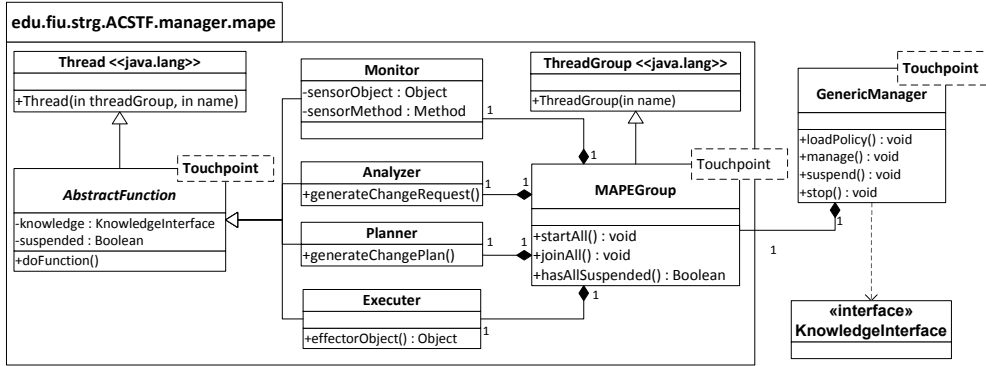 edu.fiu.strg.ACSTF.manager.mape
Thread <<java.lang>>
+Thread(in threadGroup, in name)
Touchpoint
AbstractFunction
-knowledge : KnowledgeInterface
-suspended : Boolean
+doFunction()
Monitor
-sensorObject : Object
-sensorMethod : Method
1
Analyzer
+generateChangeRequest()
1
1
Planner
+generateChangePlan()
1
1
Executer
+effectorObject() : Object
1
ThreadGroup <<java.lang>>
+ThreadGroup(in name)
1
Touchpoint
MAPEGroup
+startAll() : void
+joinAll() : void
+hasAllSuspended() : Boolean
1
1
Touchpoint
GenericManager
+loadPolicy() : void
+manage() : void
+suspend() : void
+stop() : void
1
«interface»
KnowledgeInterface